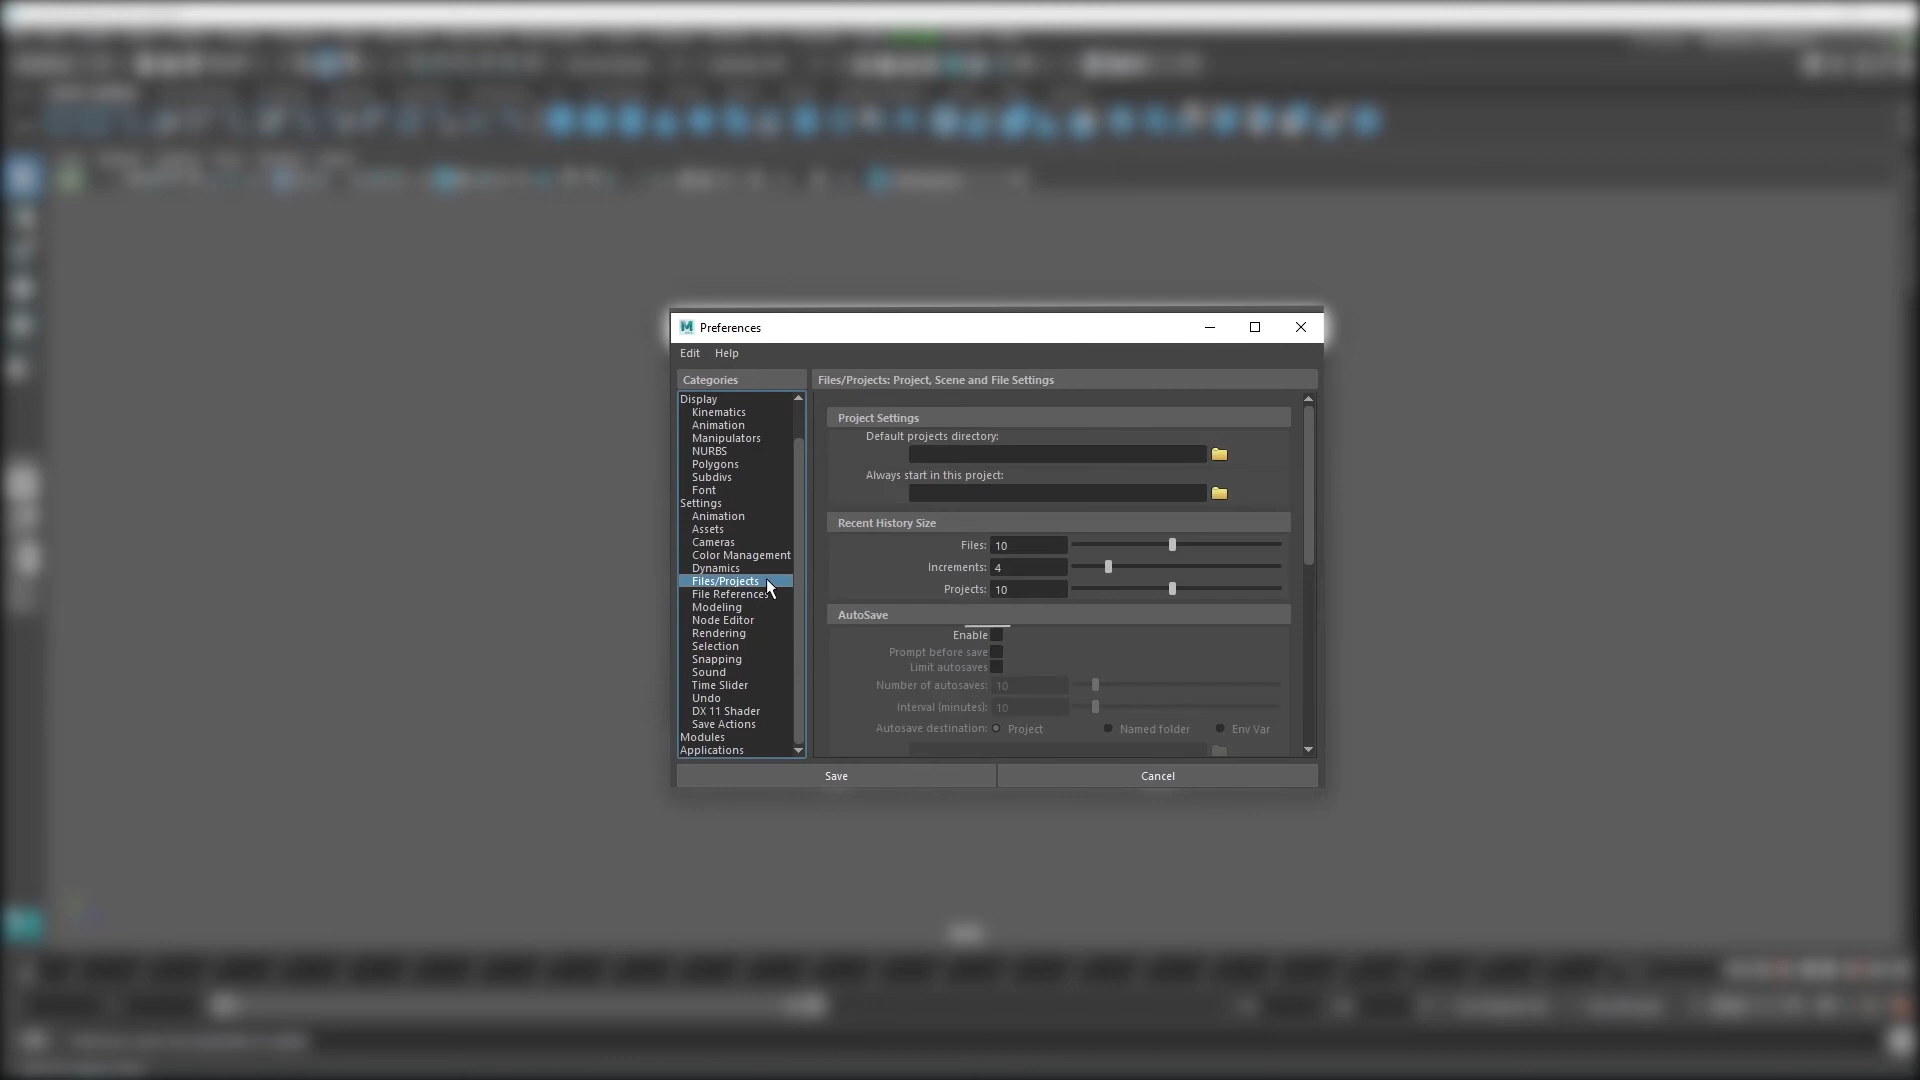 M Preferences
Edit Help
Categories
Display
Kinematics
Animation
Manipulators
NURBS
Polygons
Subdivs
Font
Settings
Animation
Assets
Cameras
Color Management
Dynamics
Files/Projects
File References
Modeling
Node Editor
Rendering
Selection
Snapping
Sound
Time Slider
Undo
DX 11 Shader
Save Actions
Modules
Applications
Files/Projects: Project, Scene and File Settings
Project Settings
Default projects directory:
Always start in this project:
Recent History Size
Files: 10
Increments: 4
Projects: 10
AutoSave
Enable
Prompt before save
Limit autosaves
Number of autosaves: 10
Interval (minutes): 10
Autosave destination: Project Named folder Env Var
Save Cancel